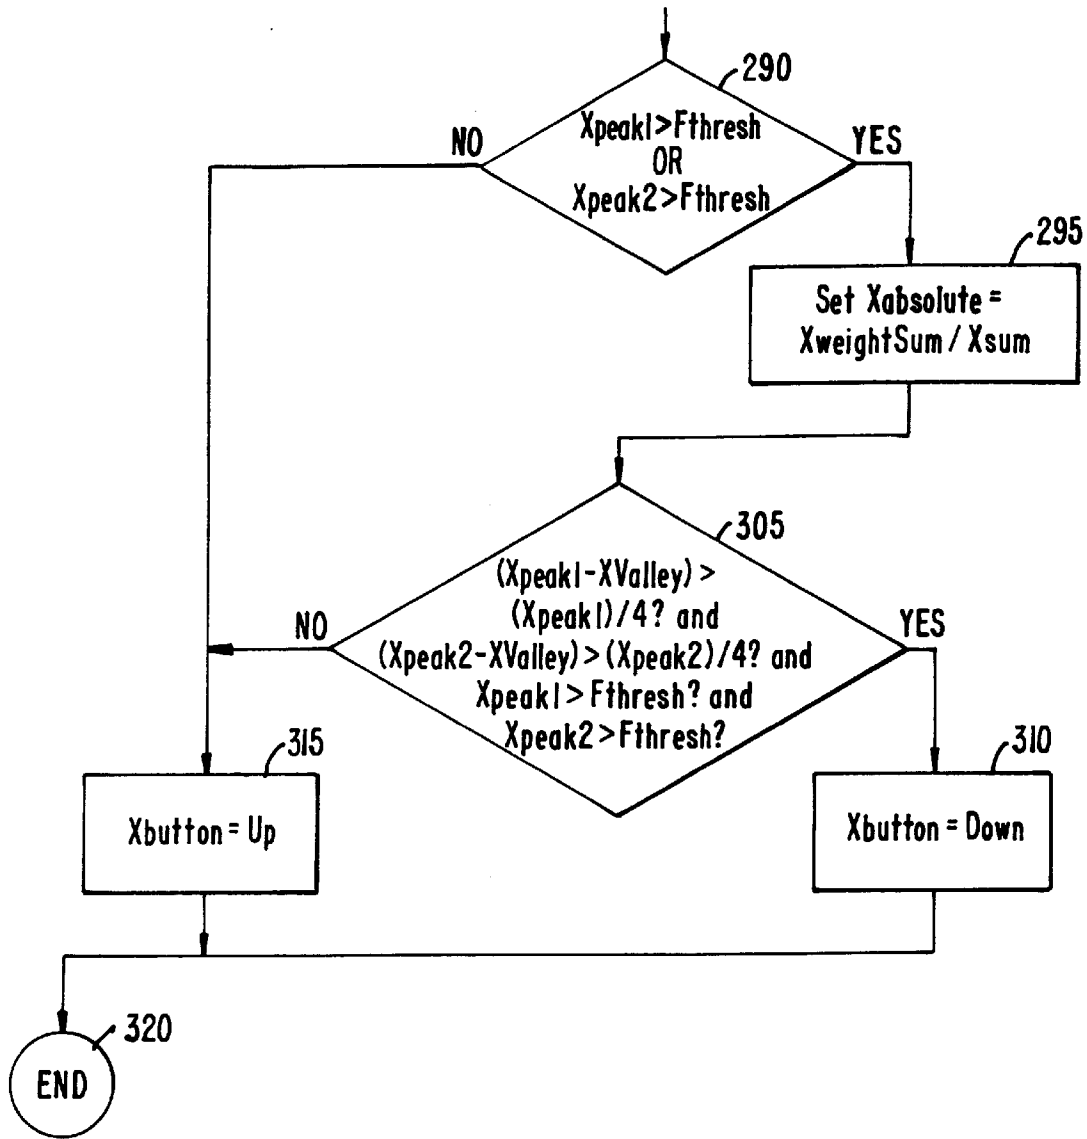 290
Xpeak1>Fthresh
OR
Xpeak2>Fthresh
NO
YES
295
Set Xabsolute =
XweightSum / Xsum
305
(Xpeak1-XValley) >
(Xpeak1)/4? and
(Xpeak2-XValley) > (Xpeak2)/4? and
Xpeak1 > Fthresh? and
Xpeak2 > Fthresh?
NO
YES
315
Xbutton = Up
310
Xbutton = Down
320
END